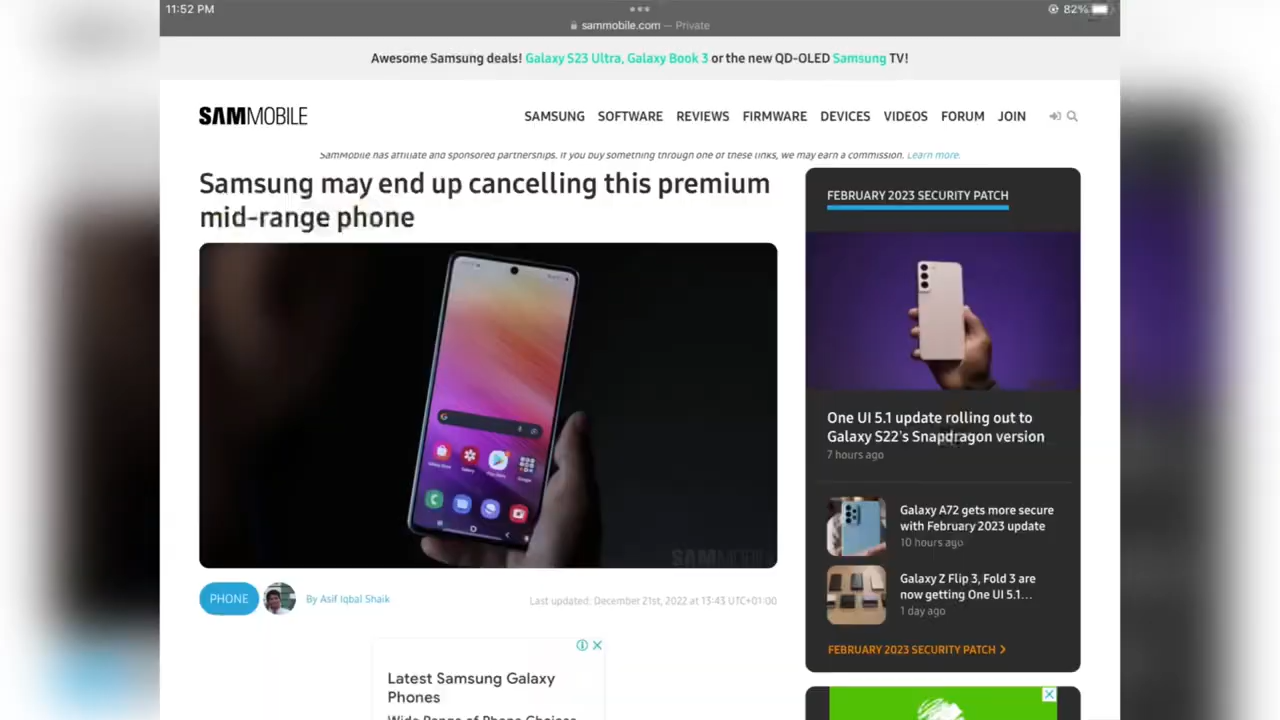 11:52 PM
82%
sammobile.com — Private
Awesome Samsung deals! Galaxy S23 Ultra, Galaxy Book 3 or the new QD-OLED Samsung TV!
SAMMOBILE
SAMSUNG SOFTWARE REVIEWS FIRMWARE DEVICES VIDEOS FORUM JOIN
SamMobile has affiliate and sponsored partnerships. If you buy something through one of these links, we may earn a commission. Learn more.
Samsung may end up cancelling this premium
mid-range phone
SAMMOBILE
PHONE
By Asif Iqbal Shaik
Last updated: December 21st, 2022 at 13:43 UTC+01:00
Latest Samsung Galaxy
Phones
Wide Range of Phone Choices
FEBRUARY 2023 SECURITY PATCH
One UI 5.1 update rolling out to
Galaxy S22's Snapdragon version
7 hours ago
Galaxy A72 gets more secure
with February 2023 update
10 hours ago
Galaxy Z Flip 3, Fold 3 are
now getting One UI 5.1...
1 day ago
FEBRUARY 2023 SECURITY PATCH